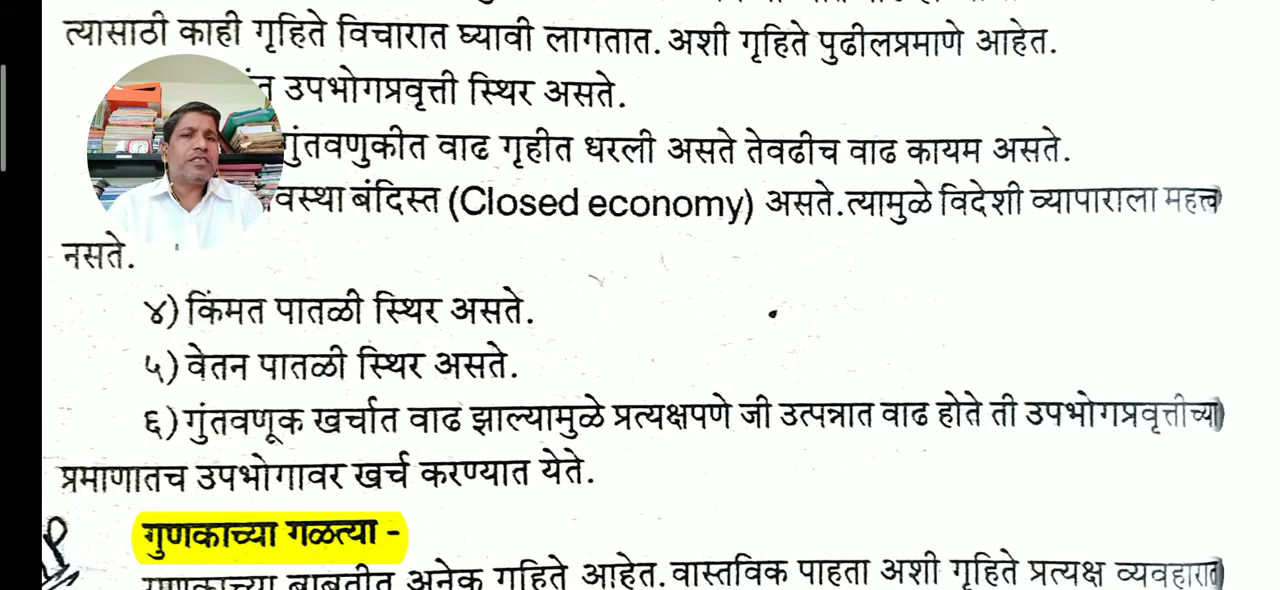 त्यासाठी काही गृहिते विचारात घ्यावी लागतात. अशी गृहिते पुढीलप्रमाणे आहेत.
उपभोगप्रवृत्ती स्थिर असते.
गुंतवणुकीत वाढ गृहीत धरली असते तेवढीच वाढ कायम असते.
बंदिस्त (Closed economy) असते. त्यामुळे विदेशी व्यापाराला महत्त्व
नसते.
४) किंमत पातळी स्थिर असते.
५) वेतन पातळी स्थिर असते.
६) गुंतवणूक खर्चात वाढ झाल्यामुळे प्रत्यक्षपणे जी उत्पन्नात वाढ होते ती उपभोगप्रवृत्तीच्या
प्रमाणातच उपभोगावर खर्च करण्यात येते.
गुणकाच्या गळत्या -
गुणकाच्या बाबतीत अनेक गृहिते आहेत. वास्तविक पाहता अशी गृहिते प्रत्यक्ष व्यवहारात